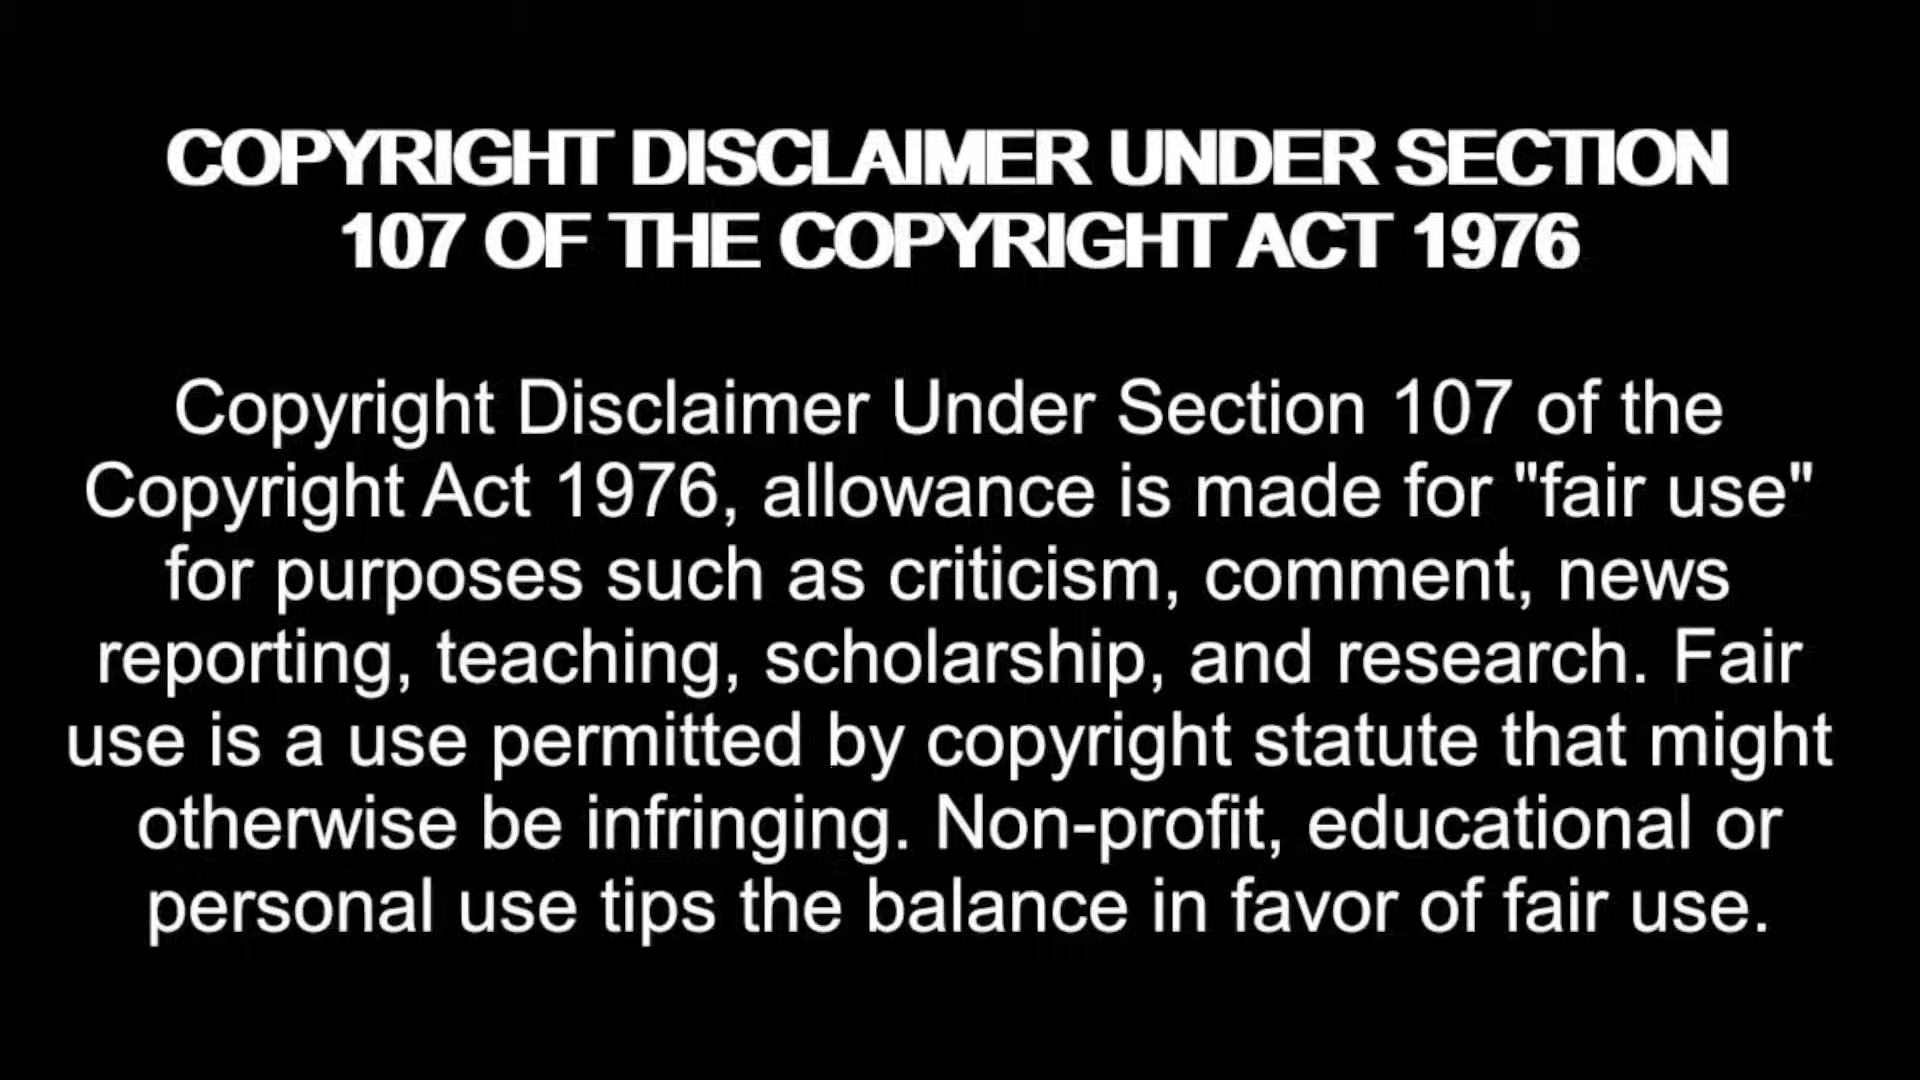 COPYRIGHT DISCLAIMER UNDER SECTION
107 OF THE COPYRIGHT ACT 1976
Copyright Disclaimer Under Section 107 of the
Copyright Act 1976, allowance is made for "fair use"
for purposes such as criticism, comment, news
reporting, teaching, scholarship, and research. Fair
use is a use permitted by copyright statute that might
otherwise be infringing. Non-profit, educational or
personal use tips the balance in favor of fair use.